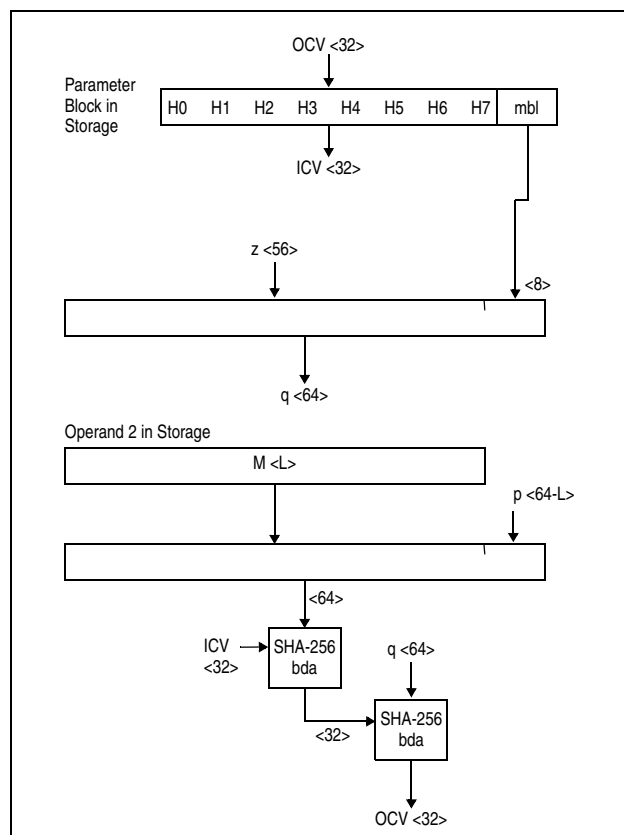 OCV <32>
Parameter
Block in
Storage
H0 H1 H2 H3 H4 H5 H6 H7 mbl
ICV <32>
z <56>
<8>
q <64>
Operand 2 in Storage
M <L>
p <64-L>
<64>
ICV
<32>
SHA-256
bda
q <64>
<32>
SHA-256
bda
OCV <32>